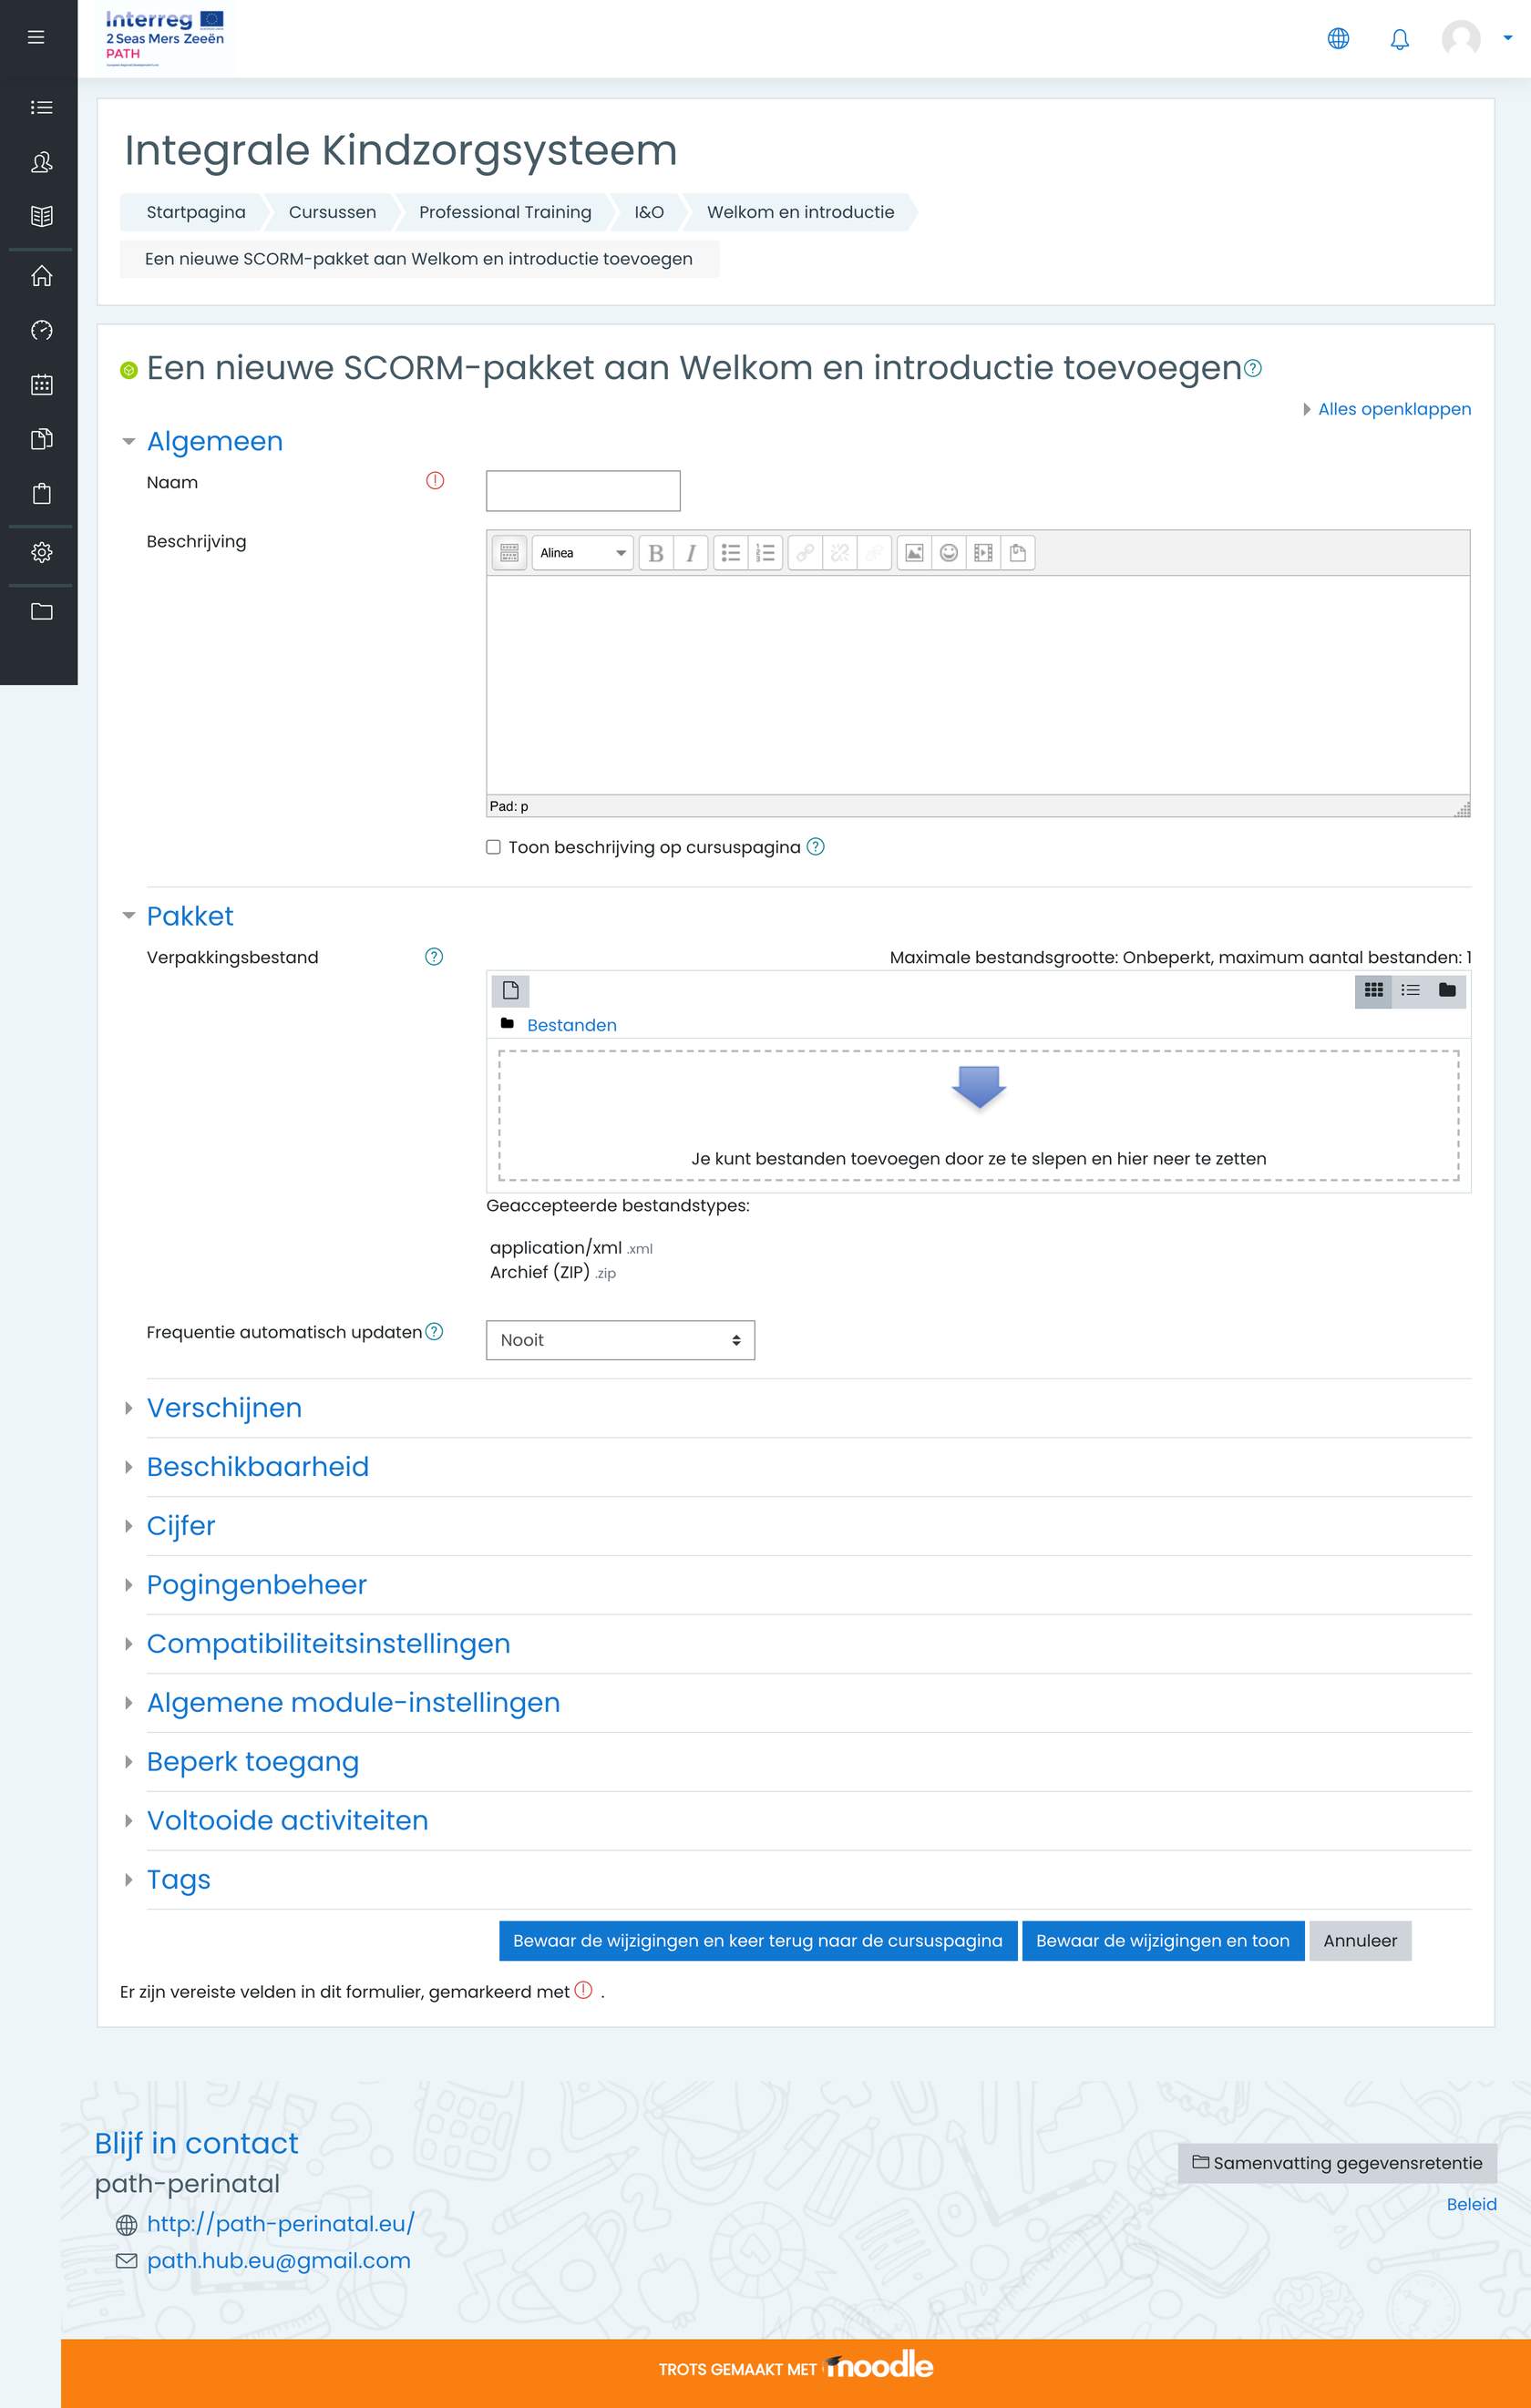 Interreg
2 Seas Mers Zeeën
PATH
Integrale Kindzorgsysteem
Startpagina
Cursussen
Professional Training
I&O
Welkom en introductie
Een nieuwe SCORM-pakket aan Welkom en introductie toevoegen
Een nieuwe SCORM-pakket aan Welkom en introductie toevoegen
Alles openklappen
Algemeen
Naam
Beschrijving
Alinea
Pad: p
Toon beschrijving op cursuspagina
Pakket
Verpakkingsbestand
Maximale bestandsgrootte: Onbeperkt, maximum aantal bestanden: 1
Bestanden
Je kunt bestanden toevoegen door ze te slepen en hier neer te zetten
Geaccepteerde bestandstypes:
application/xml .xml
Archief (ZIP) .zip
Frequentie automatisch updaten
Nooit
Verschijnen
Beschikbaarheid
Cijfer
Pogingenbeheer
Compatibiliteitsinstellingen
Algemene module-instellingen
Beperk toegang
Voltooide activiteiten
Tags
Bewaar de wijzigingen en keer terug naar de cursuspagina
Bewaar de wijzigingen en toon
Annuleer
Er zijn vereiste velden in dit formulier, gemarkeerd met .
Blijf in contact
path-perinatal
http://path-perinatal.eu/
path.hub.eu@gmail.com
Samenvatting gegevensretentie
Beleid
TROTS GEMAAKT MET moodle